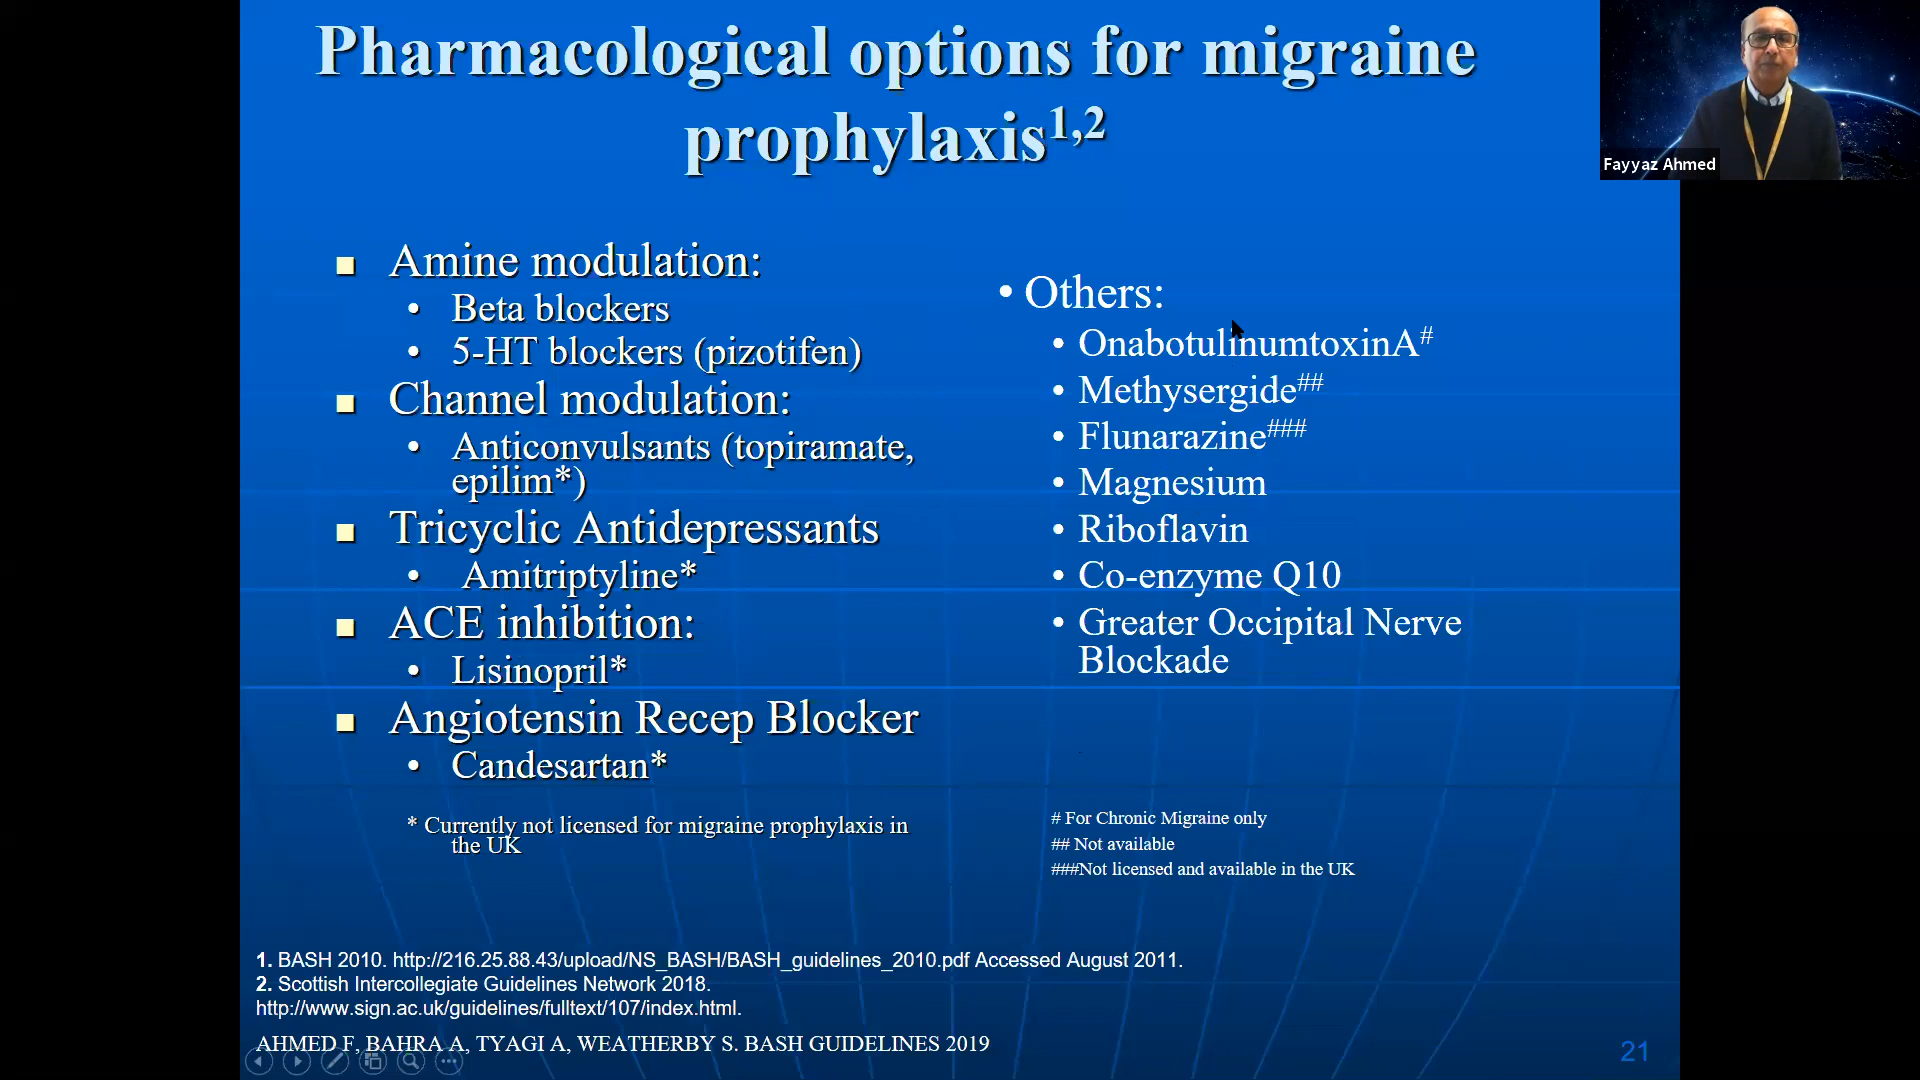 Pharmacological options for migraine
prophylaxis1,2
Fayyaz Ahmed
■ Amine modulation:
• Beta blockers
• 5-HT blockers (pizotifen)
■ Channel modulation:
• Anticonvulsants (topiramate,
epilim*)
■ Tricyclic Antidepressants
• Amitriptyline*
■ ACE inhibition:
• Lisinopril*
■ Angiotensin Recep Blocker
• Candesartan*
* Currently not licensed for migraine prophylaxis in
the UK
• Others:
• OnabotulinumtoxinA#
• Methysergide##
• Flunarazine###
• Magnesium
• Riboflavin
• Co-enzyme Q10
• Greater Occipital Nerve
Blockade
# For Chronic Migraine only
## Not available
###Not licensed and available in the UK
1. BASH 2010. http://216.25.88.43/upload/NS_BASH/BASH_guidelines_2010.pdf Accessed August 2011.
2. Scottish Intercollegiate Guidelines Network 2018.
http://www.sign.ac.uk/guidelines/fulltext/107/index.html.
AHMED F, BAHRA A, TYAGI A, WEATHERBY S. BASH GUIDELINES 2019
21